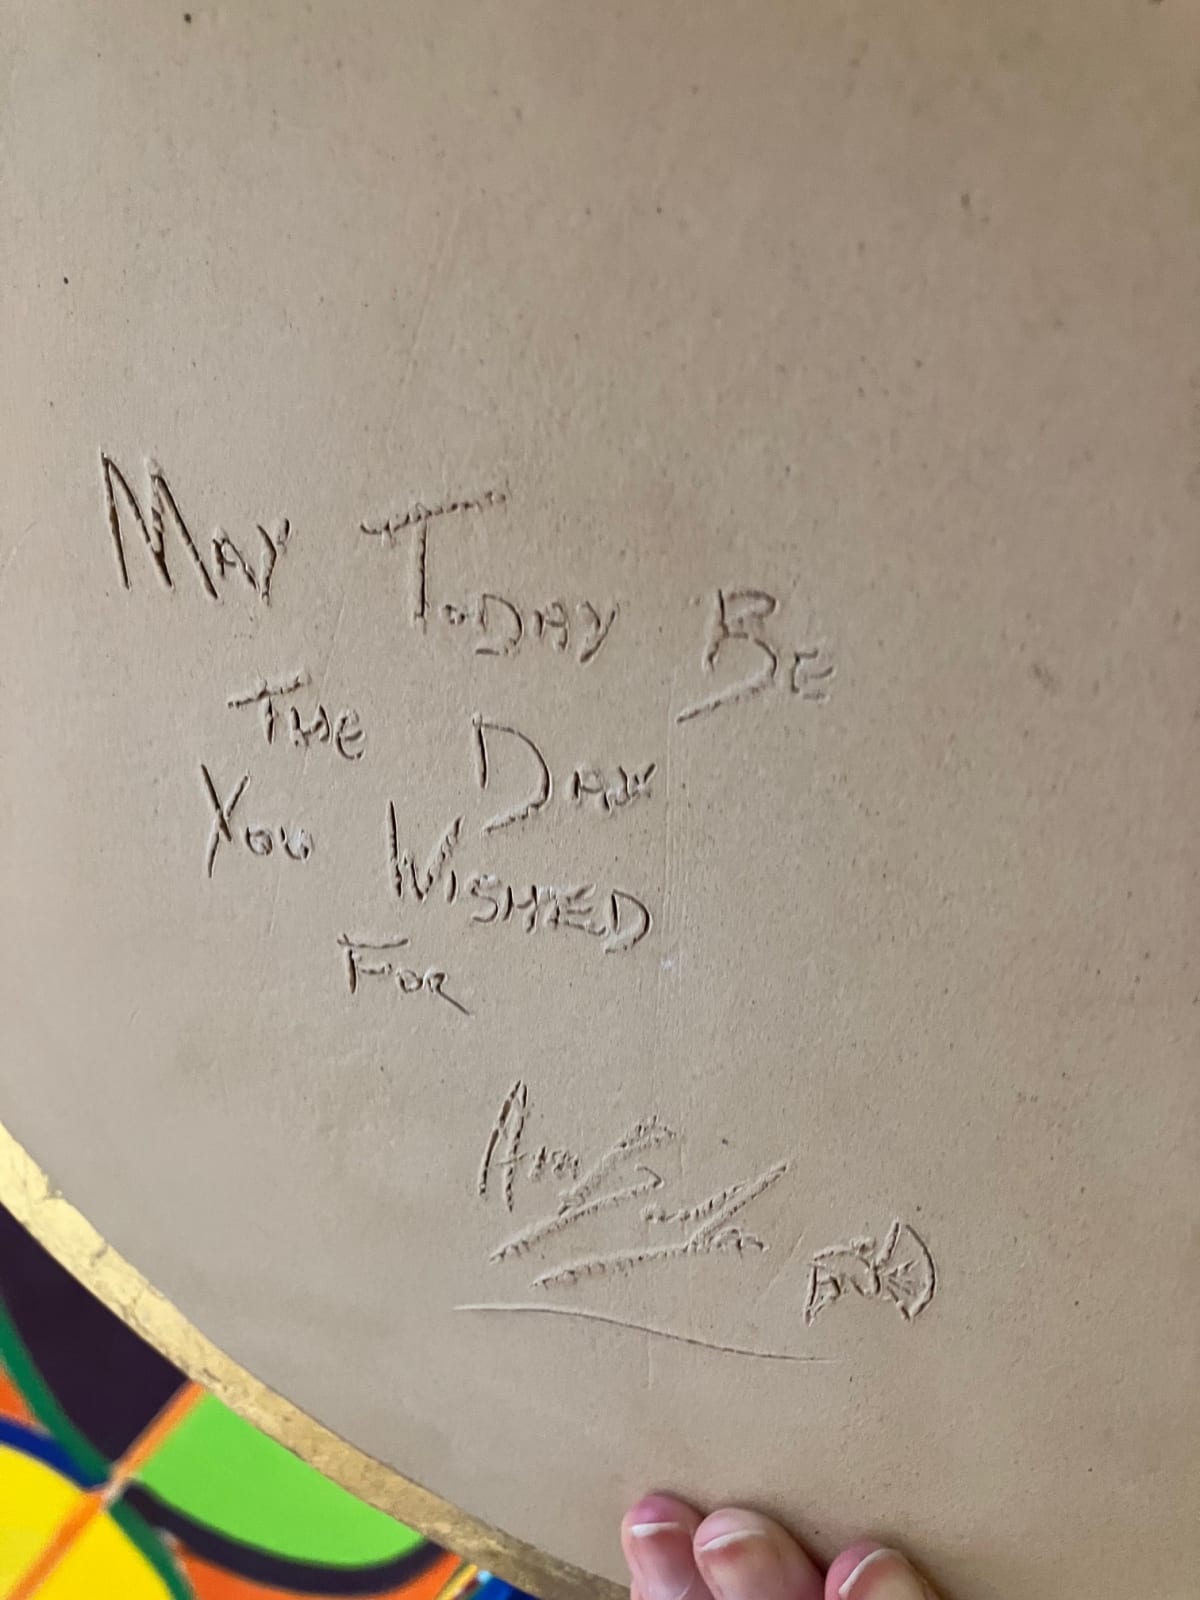 May Today Be
The Day
You Wished
For